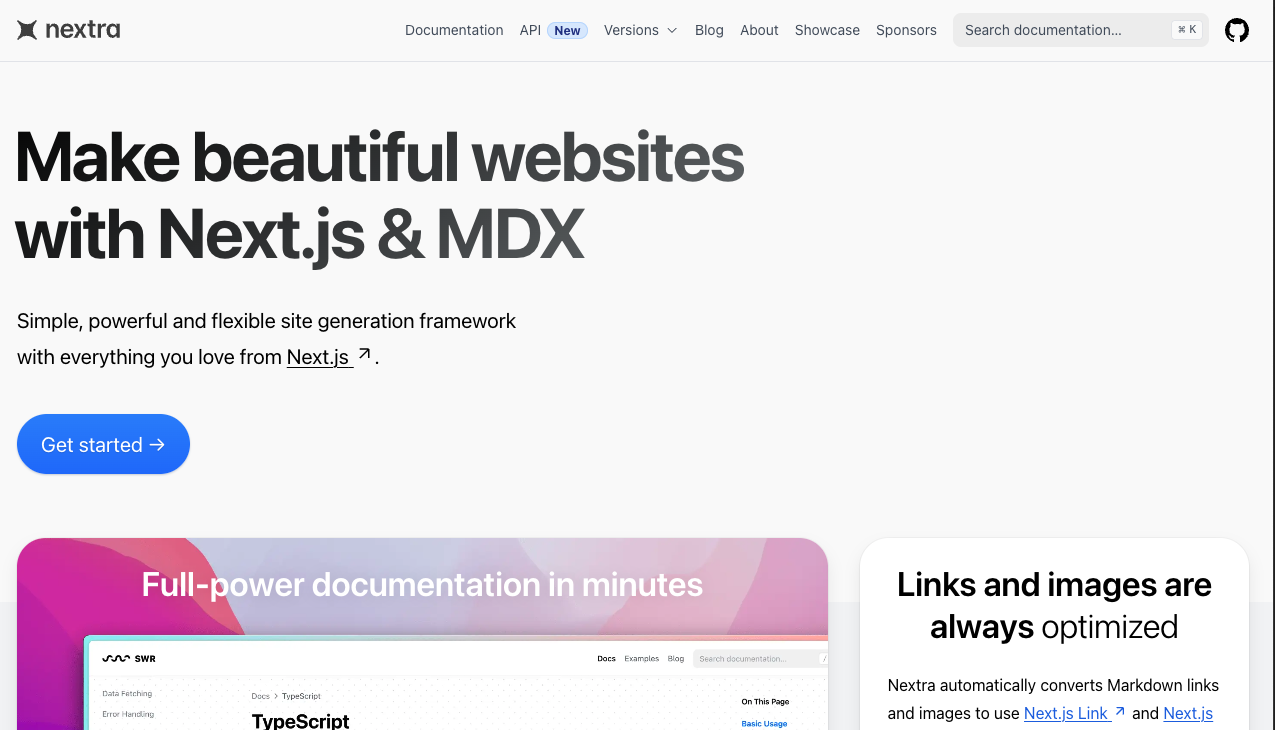 nextra
Documentation API New Versions Blog About Showcase Sponsors Search documentation... ⌘ K
Make beautiful websites
with Next.js & MDX
Simple, powerful and flexible site generation framework
with everything you love from Next.js ↗.
Get started →
Full-power documentation in minutes
SWR
Docs Examples Blog Search documentation... /
Data Fetching
Error Handling
Docs > TypeScript
TypeScript
On This Page
Basic Usage
Links and images are
always optimized
Nextra automatically converts Markdown links
and images to use Next.js Link ↗ and Next.js